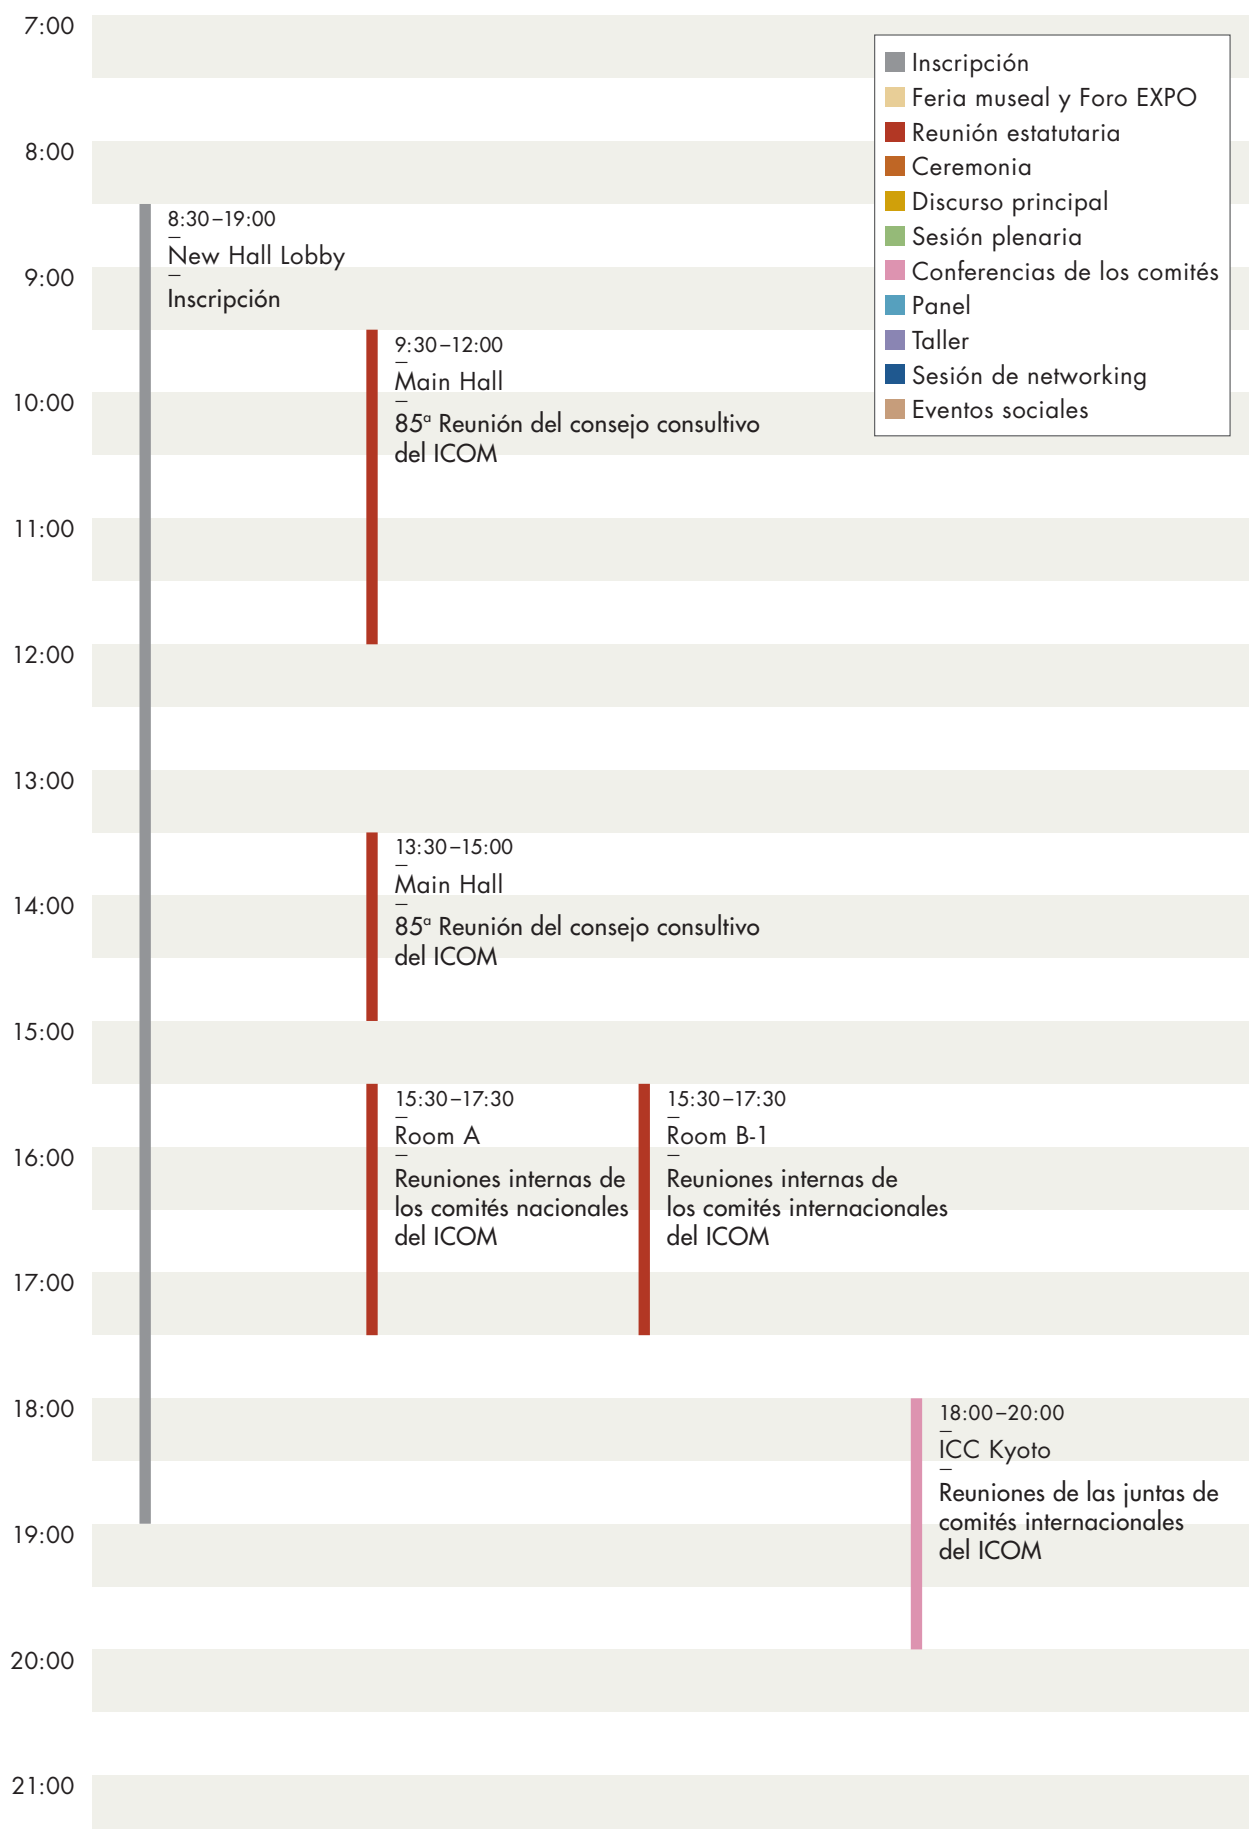 7:00
Inscripción
Feria museal y Foro EXPO
Reunión estatutaria
Ceremonia
Discurso principal
Sesión plenaria
Conferencias de los comités
Panel
Taller
Sesión de networking
Eventos sociales
8:00
8:30–19:00
New Hall Lobby
Inscripción
9:00
9:30–12:00
Main Hall
85ª Reunión del consejo consultivo
del ICOM
10:00
11:00
12:00
13:00
13:30–15:00
Main Hall
85ª Reunión del consejo consultivo
del ICOM
14:00
15:00
15:30–17:30
Room A
Reuniones internas de
los comités nacionales
del ICOM
15:30–17:30
Room B-1
Reuniones internas de
los comités internacionales
del ICOM
16:00
17:00
18:00
18:00–20:00
ICC Kyoto
Reuniones de las juntas de
comités internacionales
del ICOM
19:00
20:00
21:00